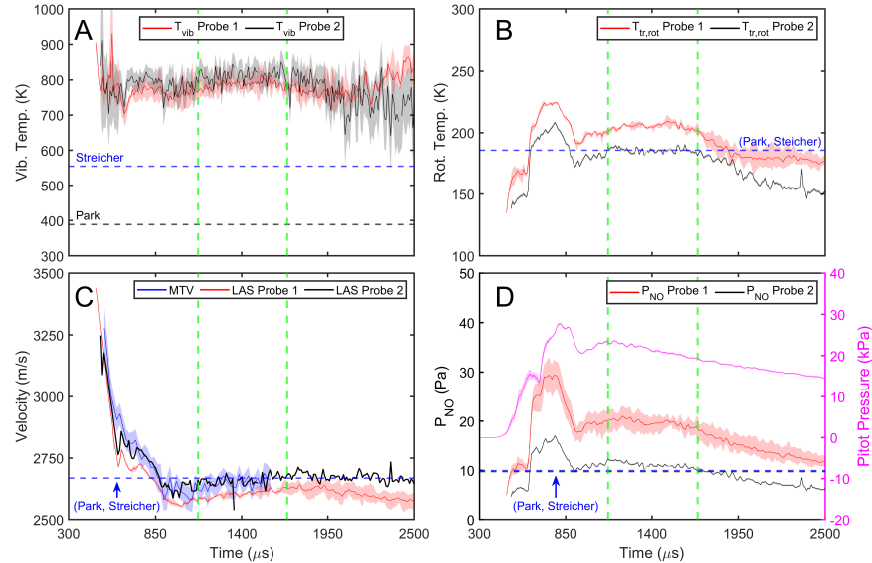 A
T_vib Probe 1 T_vib Probe 2
1000
900
800
700
600
500
400
300
Vib. Temp. (K)
Streicher
Park
B
T_tr,rot Probe 1 T_tr,rot Probe 2
300
250
200
150
100
Rot. Temp. (K)
(Park, Steicher)
C
MTV LAS Probe 1 LAS Probe 2
3500
3250
3000
2750
2500
Velocity (m/s)
(Park, Streicher)
300 850 1400 1950 2500
Time (μs)
D
P_NO Probe 1 P_NO Probe 2
50
40
30
20
10
0
P_NO (Pa)
(Park, Streicher)
40
30
20
10
0
-10
-20
Pitot Pressure (kPa)
300 850 1400 1950 2500
Time (μs)